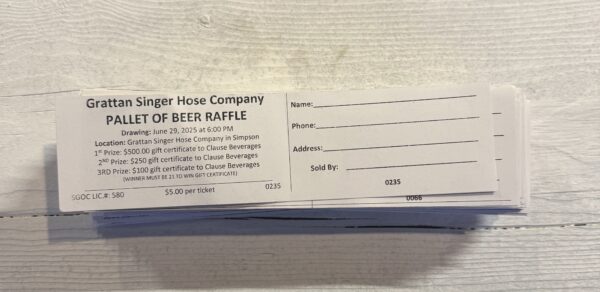 Grattan Singer Hose Company
PALLET OF BEER RAFFLE
Drawing: June 29, 2025 at 6:00 PM
Location: Grattan Singer Hose Company in Simpson
1st Prize: $500.00 gift certificate to Clause Beverages
2ND Prize: $250 gift certificate to Clause Beverages
3RD Prize: $100 gift certificate to Clause Beverages
(WINNER MUST BE 21 TO WIN GIFT CERTIFICATE)
SGOC LIC.#: 580 $5.00 per ticket 0235
Name:
Phone:
Address:
Sold By:
0235
0066